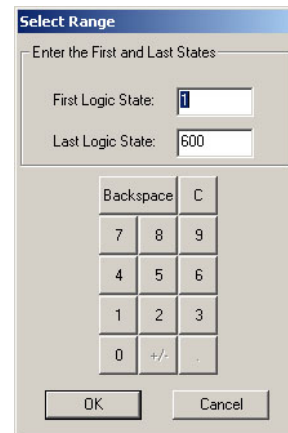 Select Range
Enter the First and Last States
First Logic State: 1
Last Logic State: 600
Backspace C
7 8 9
4 5 6
1 2 3
0 +/- .
OK Cancel